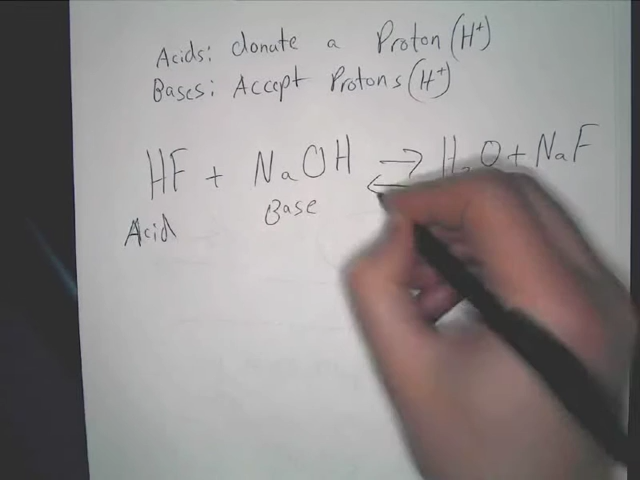 Acids: donate a Proton (H+)
Bases: Accept Protons (H+)
HF + NaOH ⇄ H2O + NaF
Acid Base